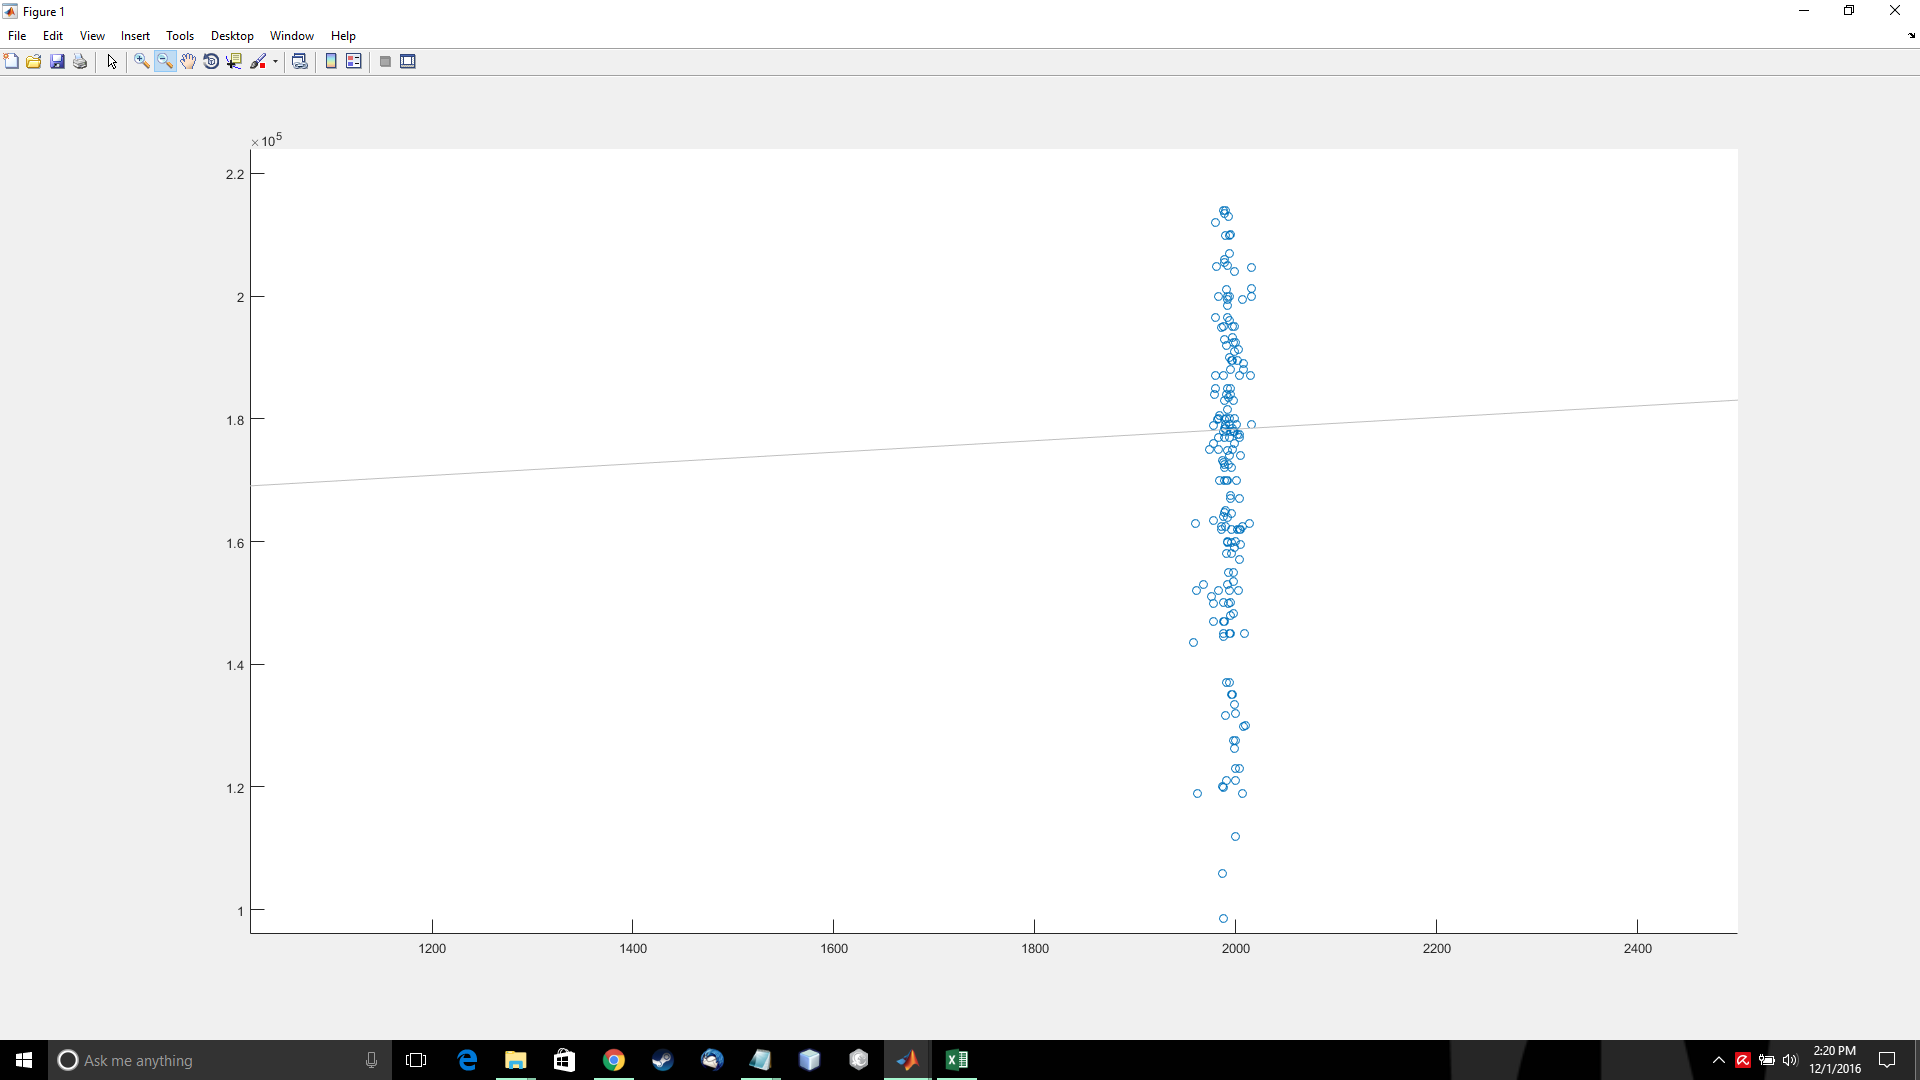 Figure 1
File Edit View Insert Tools Desktop Window Help
×10^5
2.2
2
1.8
1.6
1.4
1.2
1
1200 1400 1600 1800 2000 2200 2400
Ask me anything
2:20 PM
12/1/2016